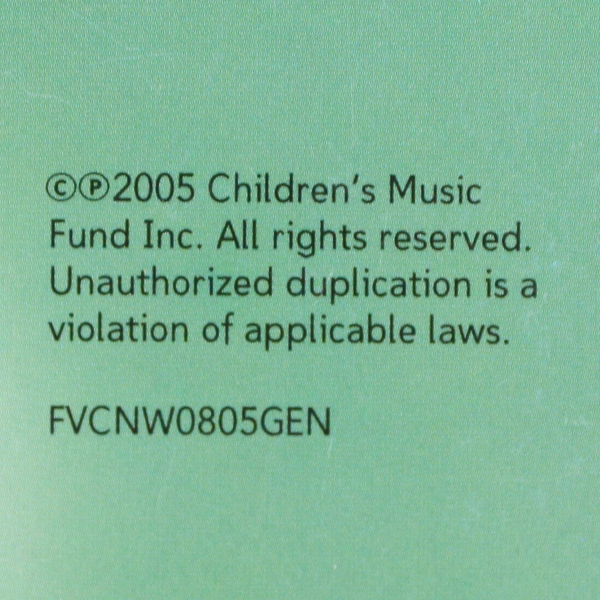 ©℗2005 Children's Music
Fund Inc. All rights reserved.
Unauthorized duplication is a
violation of applicable laws.
FVCNW0805GEN